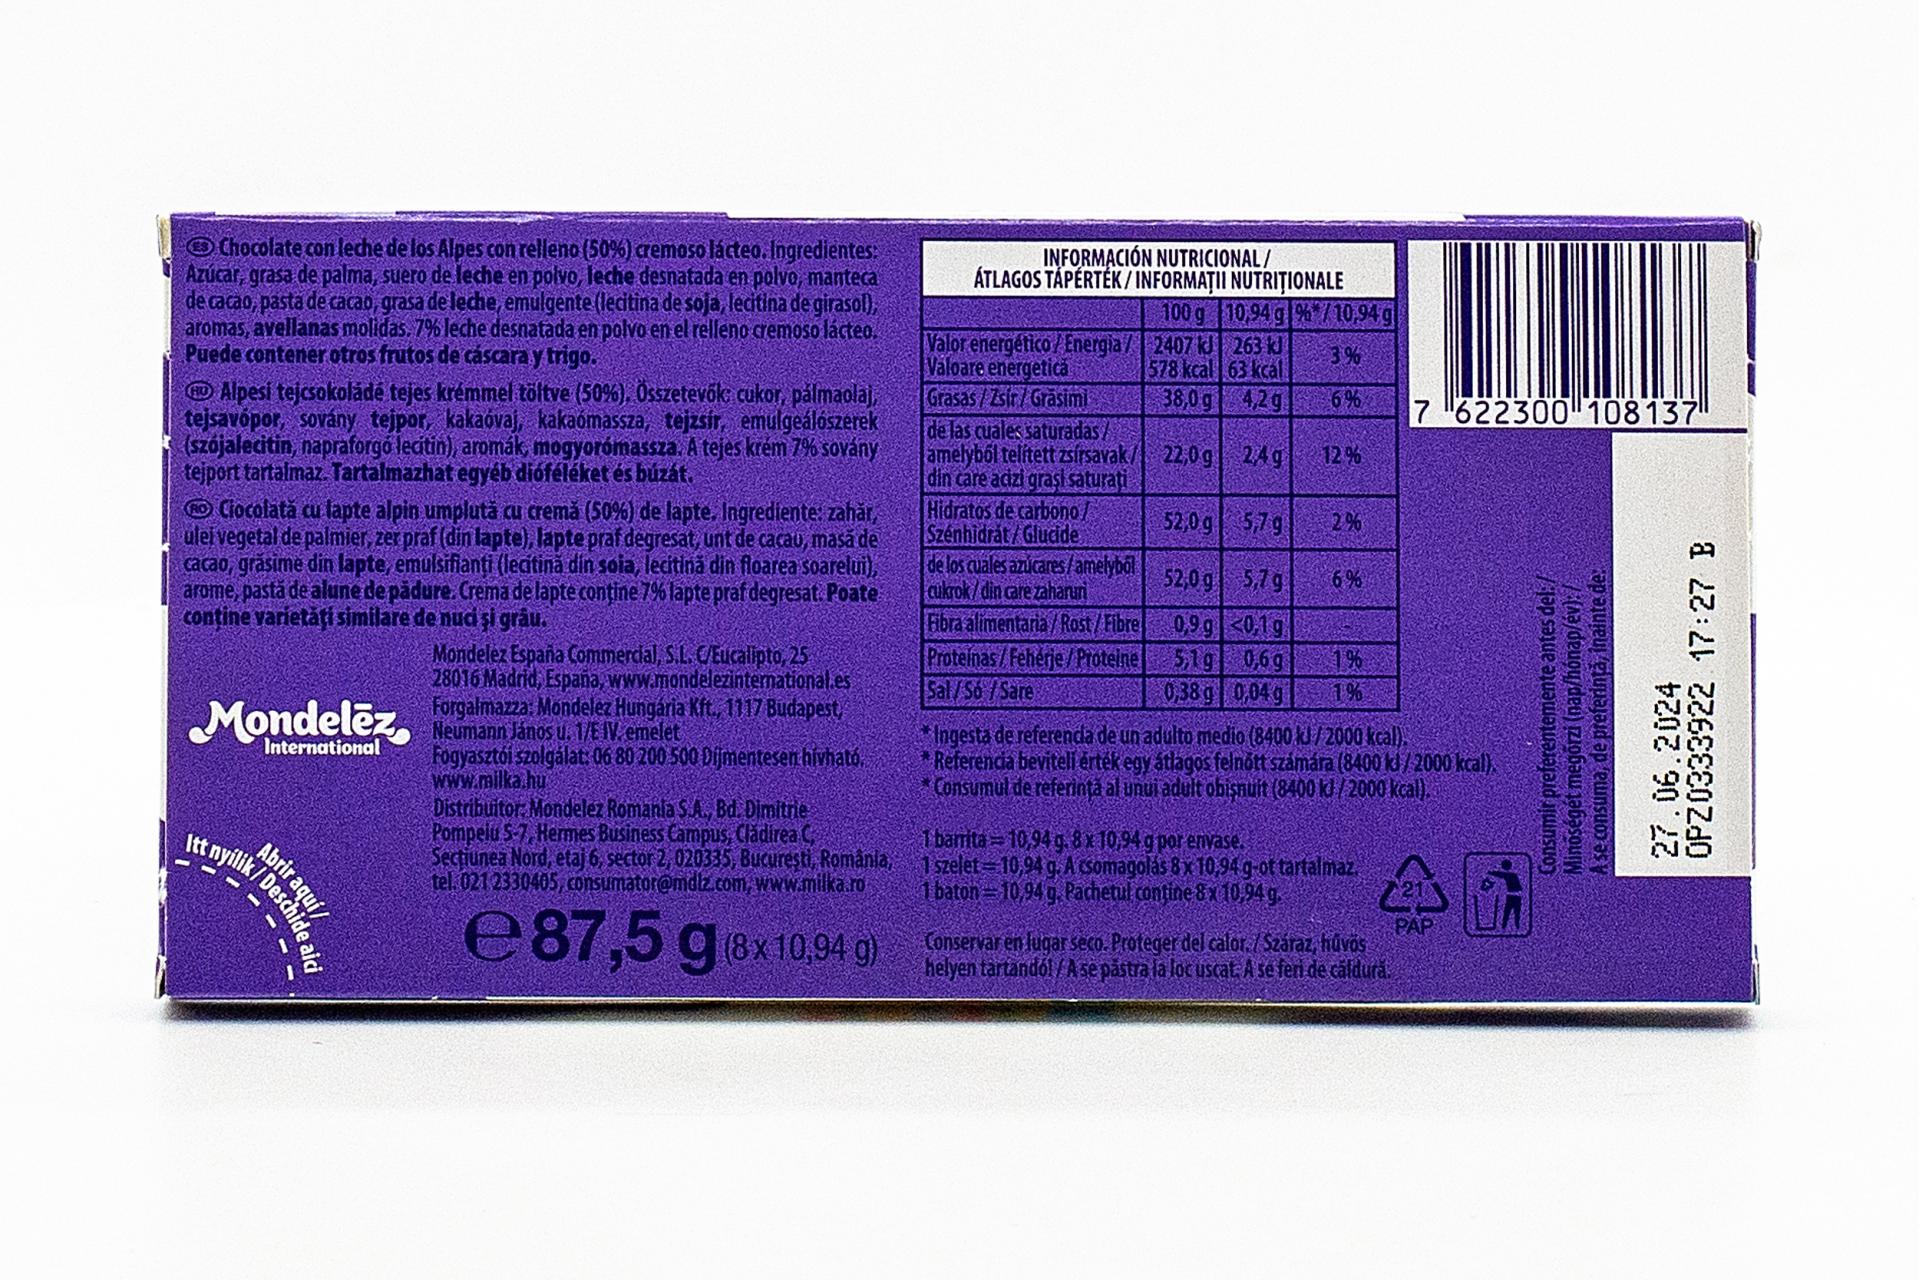 ES Chocolate con leche de los Alpes con relleno (50%) cremoso lácteo. Ingredientes:
Azúcar, grasa de palma, suero de leche en polvo, leche desnatada en polvo, manteca
de cacao, pasta de cacao, grasa de leche, emulgente (lecitina de soja, lecitina de girasol),
aromas, avellanas molidas. 7% leche desnatada en polvo en el relleno cremoso lácteo.
Puede contener otros frutos de cáscara y trigo.
HU Alpesi tejcsokoládé tejes krémmel töltve (50%). Összetevők: cukor, pálmaolaj,
tejsavópor, sovány tejpor, kakaóvaj, kakaómassza, tejzsír, emulgeálószerek
(szójalecitin, napraforgó lecitin), aromák, mogyorómassza. A tejes krém 7% sovány
tejport tartalmaz. Tartalmazhat egyéb dióféléket és búzát.
RO Ciocolată cu lapte alpin umplută cu cremă (50%) de lapte. Ingrediente: zahăr,
ulei vegetal de palmier, zer praf (din lapte), lapte praf degresat, unt de cacao, masă de
cacao, grăsime din lapte, emulsifianți (lecitină din soia, lecitină din floarea soarelui),
arome, pastă de alune de pădure. Crema de lapte conține 7% lapte praf degresat. Poate
conține varietăți similare de nuci și grâu.
Mondelez España Commercial, S.L. C/Eucalipto, 25
28016 Madrid, España, www.mondelezinternational.es
Forgalmazza: Mondelez Hungária Kft., 1117 Budapest,
Neumann János u. 1/E IV. emelet
Fogyasztói szolgálat: 06 80 200 500 Díjmentesen hívható.
www.milka.hu
Distribuitor: Mondelez Romania S.A., Bd. Dimitrie
Pompeiu 5-7, Hermes Business Campus, Clădirea C,
Secțiunea Nord, etaj 6, sector 2, 020335, București, România,
tel. 021 2330405, consumator@mdlz.com, www.milka.ro
Mondelēz
International
Abrir aquí /
Itt nyílik / Deschide aici
e 87,5 g (8 x 10,94 g)
INFORMACIÓN NUTRICIONAL /
ÁTLAGOS TÁPÉRTÉK / INFORMAȚII NUTRIȚIONALE
100 g 10,94 g %* / 10,94 g
Valor energético / Energia / 2407 kJ 263 kJ 3 %
Valoare energetică 578 kcal 63 kcal
Grasas / Zsír / Grăsimi 38,0 g 4,2 g 6 %
de las cuales saturadas /
amelyből telített zsírsavak / 22,0 g 2,4 g 12 %
din care acizi grași saturați
Hidratos de carbono / 52,0 g 5,7 g 2 %
Szénhidrát / Glucide
de los cuales azúcares / amelyből 52,0 g 5,7 g 6 %
cukrok / din care zaharuri
Fibra alimentaria / Rost / Fibre 0,9 g <0,1 g -
Proteínas / Fehérje / Proteine 5,1 g 0,6 g 1 %
Sal / Só / Sare 0,38 g 0,04 g 1 %
* Ingesta de referencia de un adulto medio (8400 kJ / 2000 kcal).
* Referencia beviteli érték egy átlagos felnőtt számára (8400 kJ / 2000 kcal).
* Consumul de referință al unui adult obișnuit (8400 kJ / 2000 kcal).
1 barrita = 10,94 g. 8 x 10,94 g por envase.
1 szelet = 10,94 g. A csomagolás 8 x 10,94 g-ot tartalmaz.
1 baton = 10,94 g. Pachetul conține 8 x 10,94 g.
Conservar en lugar seco. Proteger del calor. / Száraz, hűvös
helyen tartandó! / A se păstra la loc uscat. A se feri de căldură.
21
PAP
7 622300 108137
Consumir preferentemente antes del: /
Minőségét megőrzi (nap/hónap/év): /
A se consuma, de preferință, înainte de:
27.06.2024
OPZ0333922 17:27 B